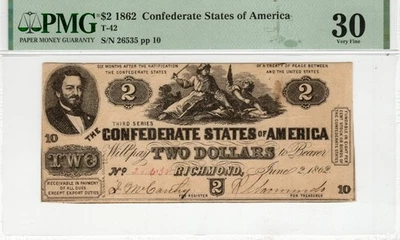 PMG
PAPER MONEY GUARANTY
$2 1862 Confederate States of America
T-42
S/N 26535 pp 10
30
Very Fine
SIX MONTHS AFTER THE RATIFICATION
OF A TREATY OF PEACE BETWEEN
THE CONFEDERATE STATES
AND THE UNITED STATES
2
2
THIRD SERIES
THE CONFEDERATE STATES OF AMERICA
10
Will pay TWO DOLLARS to Bearer
TWO
No
RICHMOND, June 2 1862
RECEIVABLE IN PAYMENT
OF ALL DUES
EXCEPT EXPORT DUTIES
FOR REGISTER
FOR TREASURER
10